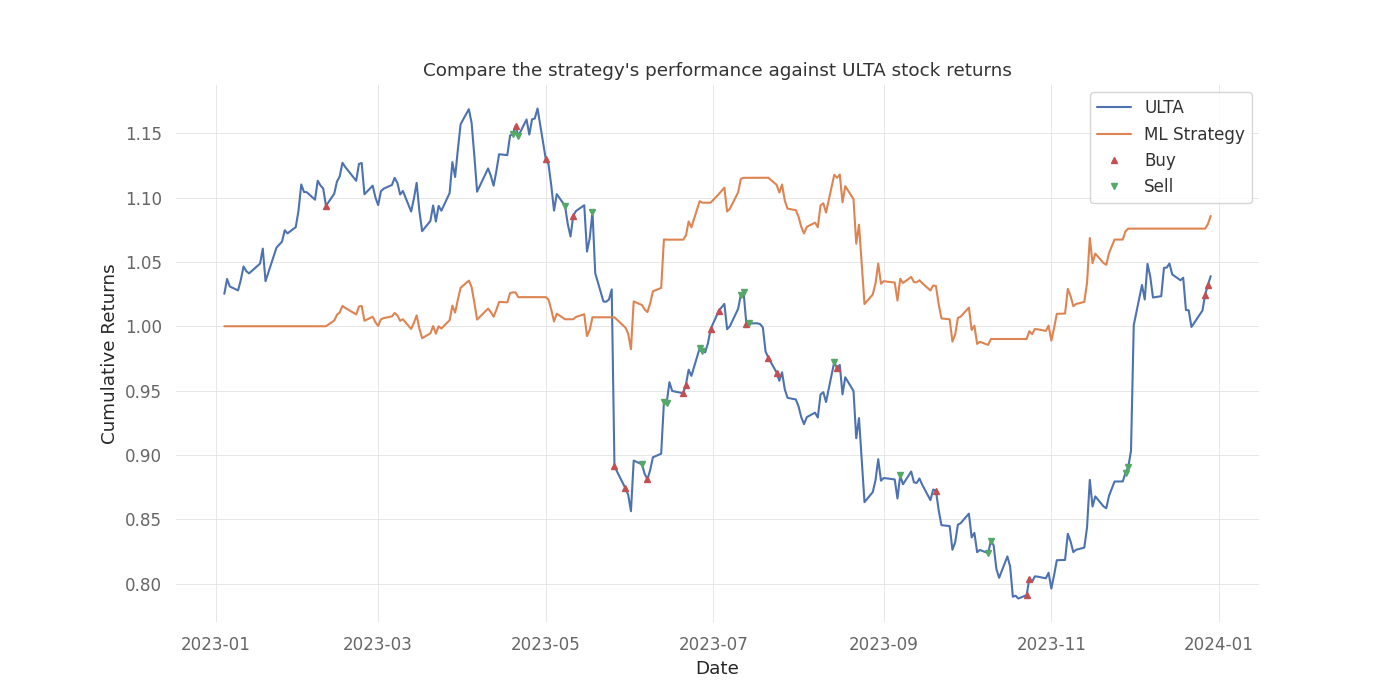 Compare the strategy's performance against ULTA stock returns
ULTA
ML Strategy
Buy
Sell
Cumulative Returns
1.15
1.10
1.05
1.00
0.95
0.90
0.85
0.80
2023-01
2023-03
2023-05
2023-07
2023-09
2023-11
2024-01
Date